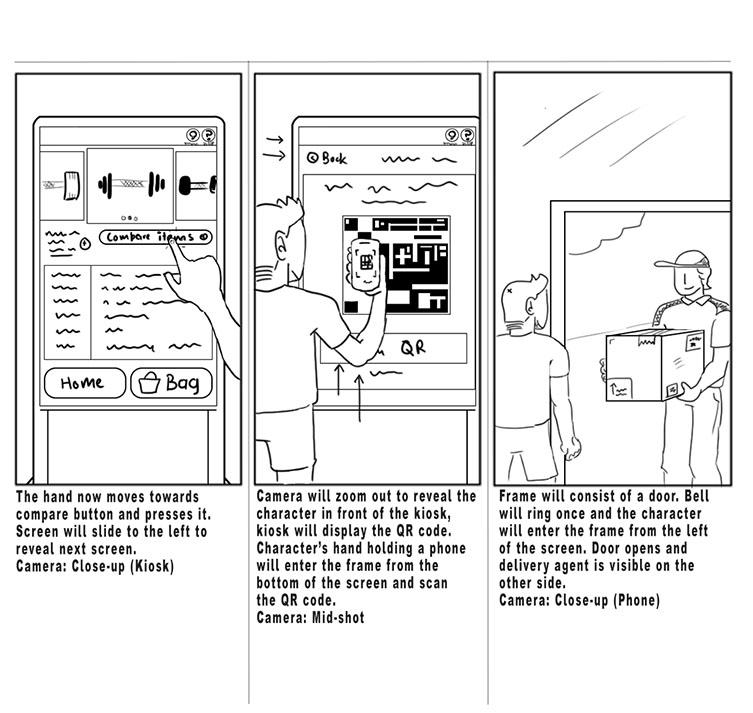 Compare items
Home
Bag
The hand now moves towards
compare button and presses it.
Screen will slide to the left to
reveal next screen.
Camera: Close-up (Kiosk)
Back
QR
Camera will zoom out to reveal the
character in front of the kiosk,
kiosk will display the QR code.
Character's hand holding a phone
will enter the frame from the
bottom of the screen and scan
the QR code.
Camera: Mid-shot
Frame will consist of a door. Bell
will ring once and the character
will enter the frame from the left
of the screen. Door opens and
delivery agent is visible on the
other side.
Camera: Close-up (Phone)